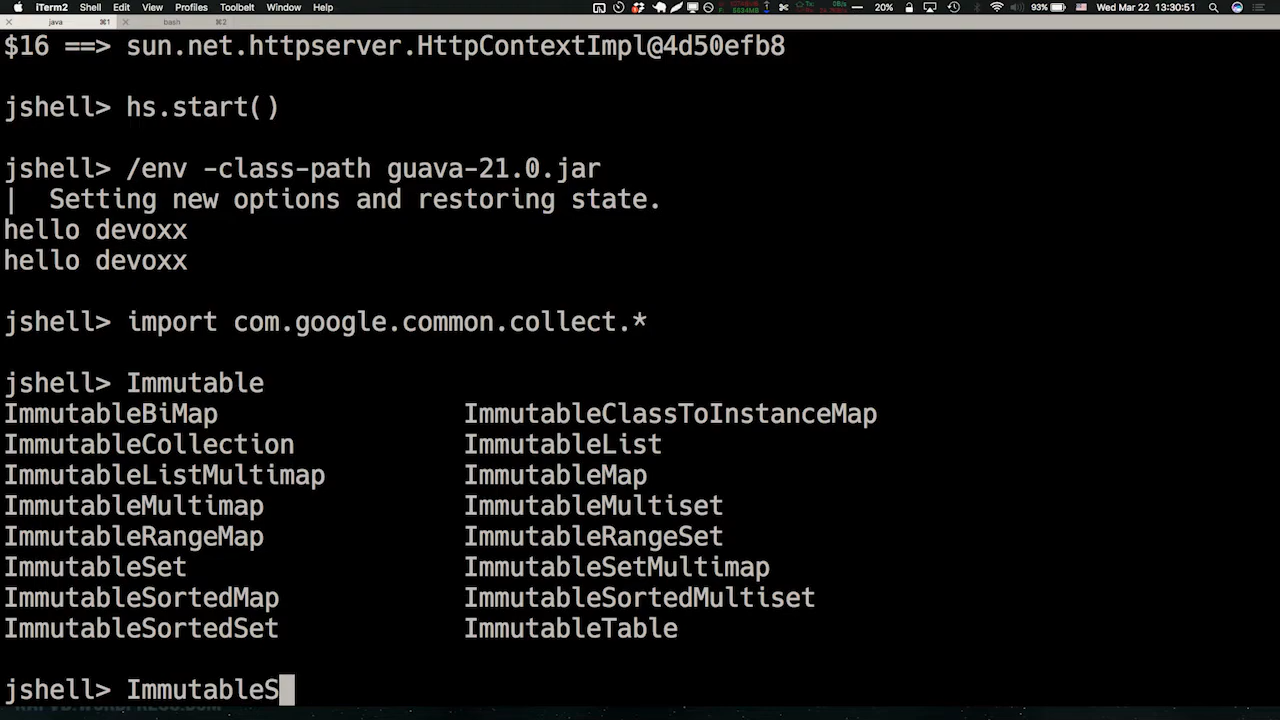 iTerm2 Shell Edit View Profiles Toolbelt Window Help 20% 93% Wed Mar 22 13:30:51
java ⌘1 bash ⌘2
$16 ==> sun.net.httpserver.HttpContextImpl@4d50efb8
jshell> hs.start()
jshell> /env -class-path guava-21.0.jar
| Setting new options and restoring state.
hello devoxx
hello devoxx
jshell> import com.google.common.collect.*
jshell> Immutable
ImmutableBiMap ImmutableClassToInstanceMap
ImmutableCollection ImmutableList
ImmutableListMultimap ImmutableMap
ImmutableMultimap ImmutableMultiset
ImmutableRangeMap ImmutableRangeSet
ImmutableSet ImmutableSetMultimap
ImmutableSortedMap ImmutableSortedMultiset
ImmutableSortedSet ImmutableTable
jshell> ImmutableS